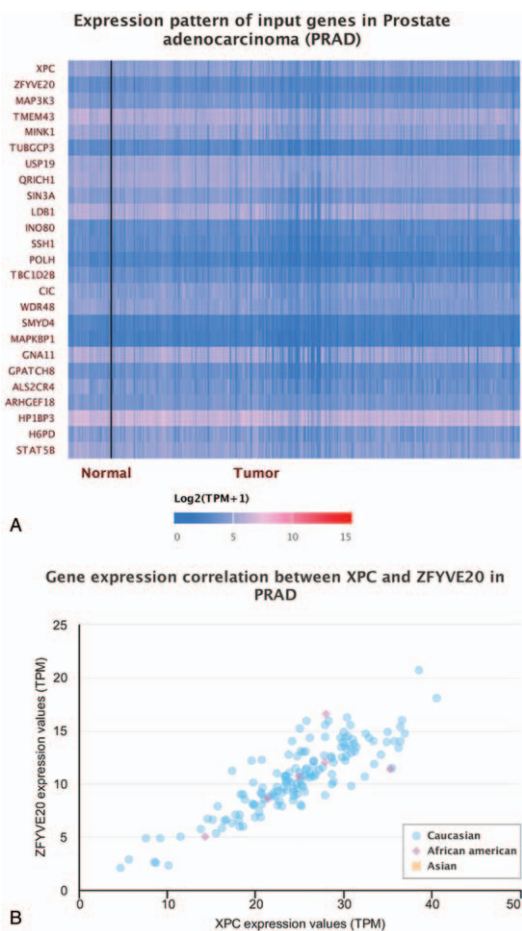 Expression pattern of input genes in Prostate
adenocarcinoma (PRAD)
XPC
ZFYVE20
MAP3K3
TMEM43
MINK1
TUBGCP3
USP19
QRICH1
SIN3A
LDB1
INO80
SSH1
POLH
TBC1D2B
CIC
WDR48
SMYD4
MAPKBP1
GNA11
GPATCH8
ALS2CR4
ARHGEF18
HP1BP3
H6PD
STAT5B
Normal Tumor
Log2(TPM+1)
0 5 10 15
A
Gene expression correlation between XPC and ZFYVE20 in
PRAD
ZFYVE20 expression values (TPM)
25
20
15
10
5
0
Caucasian
African american
Asian
0 10 20 30 40 50
XPC expression values (TPM)
B